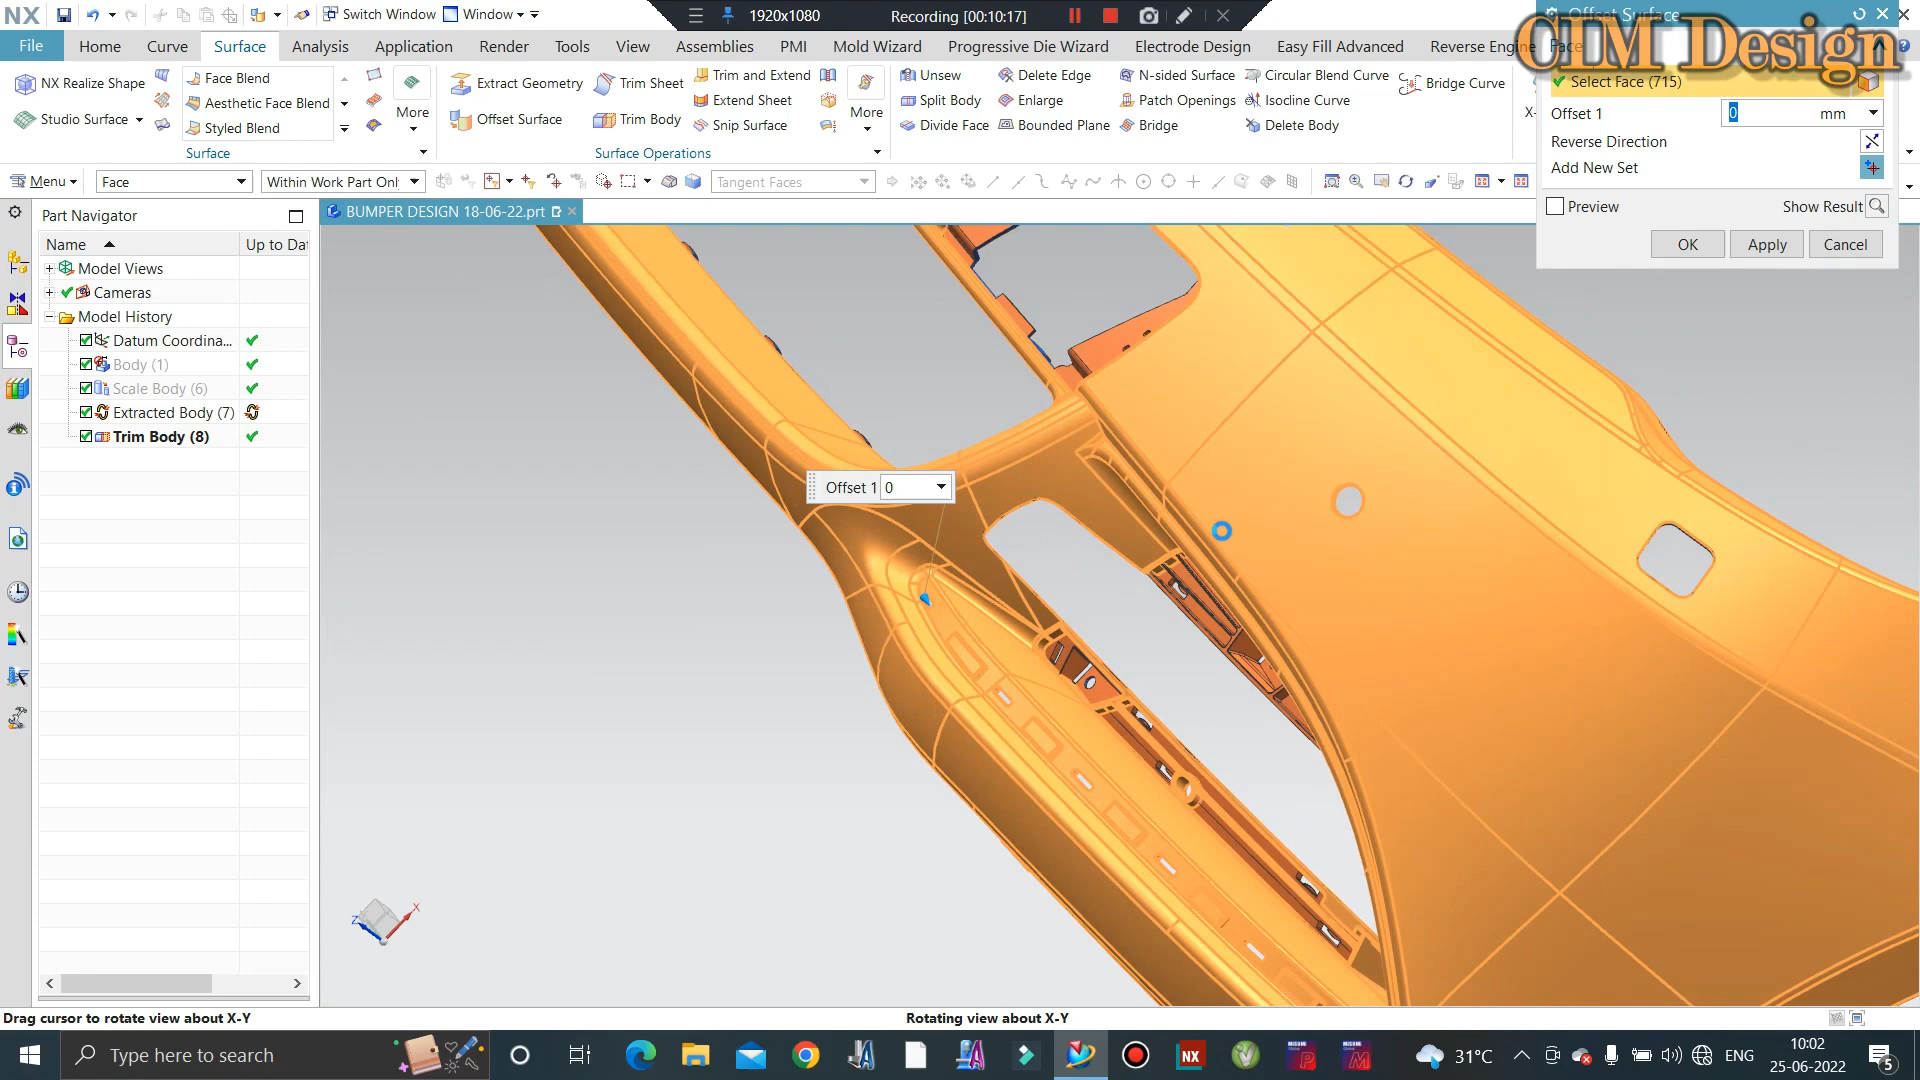 NX
Switch Window
Window
1920x1080
Recording [00:10:17]
Offset Surface
CIM Design
File
Home
Curve
Surface
Analysis
Application
Render
Tools
View
Assemblies
PMI
Mold Wizard
Progressive Die Wizard
Electrode Design
Easy Fill Advanced
Reverse Engin
Face
NX Realize Shape
Studio Surface
Face Blend
Aesthetic Face Blend
Styled Blend
More
Surface
Extract Geometry
Offset Surface
Trim Sheet
Trim Body
Trim and Extend
Extend Sheet
Snip Surface
More
Surface Operations
Unsew
Split Body
Divide Face
Delete Edge
Enlarge
Bounded Plane
N-sided Surface
Patch Openings
Bridge
Circular Blend Curve
Isocline Curve
Delete Body
Bridge Curve
X-
Select Face (715)
Offset 1
0
mm
Reverse Direction
Add New Set
Preview
Show Result
OK
Apply
Cancel
Menu
Face
Within Work Part Onl
Tangent Faces
Part Navigator
BUMPER DESIGN 18-06-22.prt
Name
Up to Dat
Model Views
Cameras
Model History
Datum Coordina...
Body (1)
Scale Body (6)
Extracted Body (7)
Trim Body (8)
Offset 1
0
X
Z
Drag cursor to rotate view about X-Y
Rotating view about X-Y
Type here to search
NX
31°C
ENG
10:02
25-06-2022
5